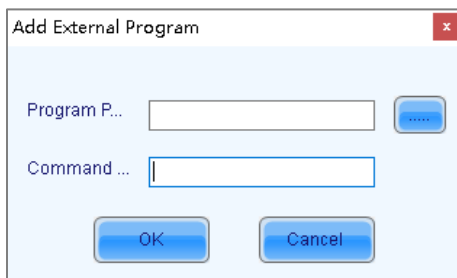 Add External Program
x
Program P...
.....
Command ...
OK
Cancel